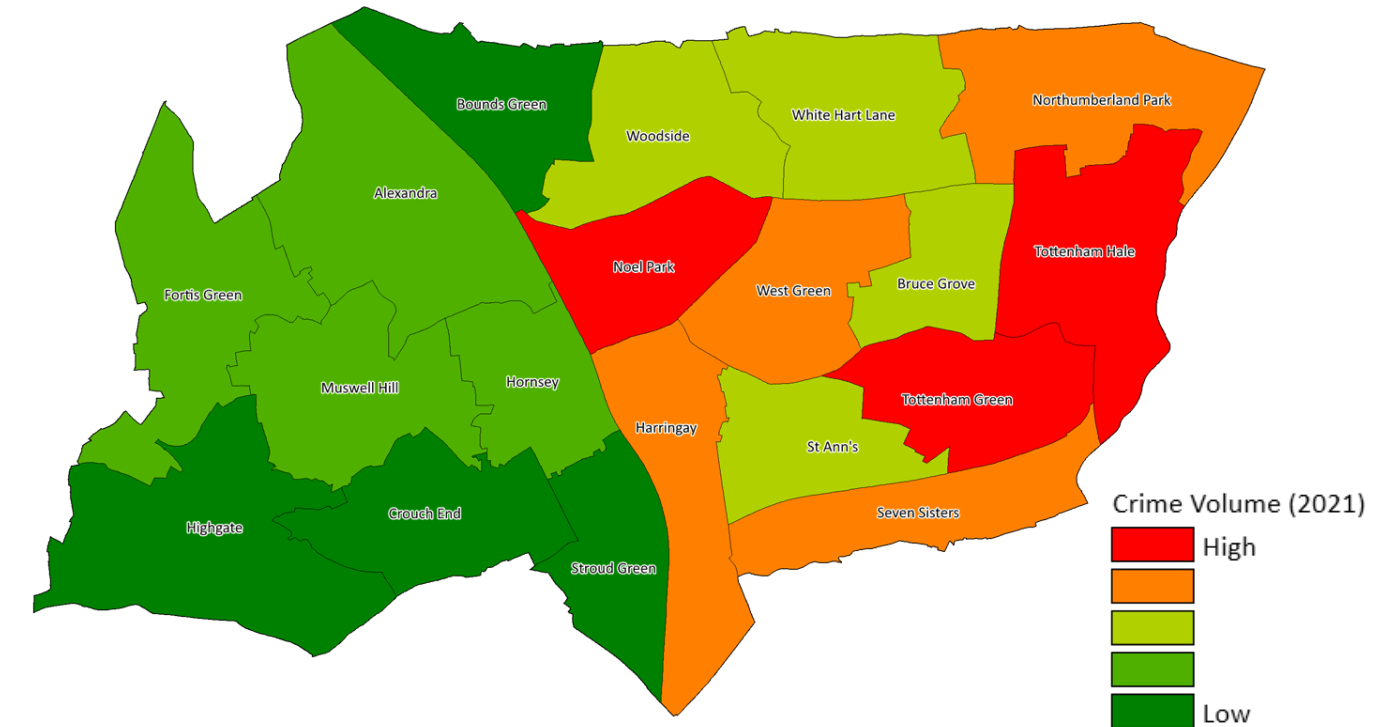 Bounds Green
Northumberland Park
White Hart Lane
Woodside
Alexandra
Tottenham Hale
Noel Park
Bruce Grove
West Green
Fortis Green
Hornsey
Muswell Hill
Tottenham Green
Harringay
St Ann's
Seven Sisters
Crouch End
Highgate
Stroud Green
Crime Volume (2021)
High
Low